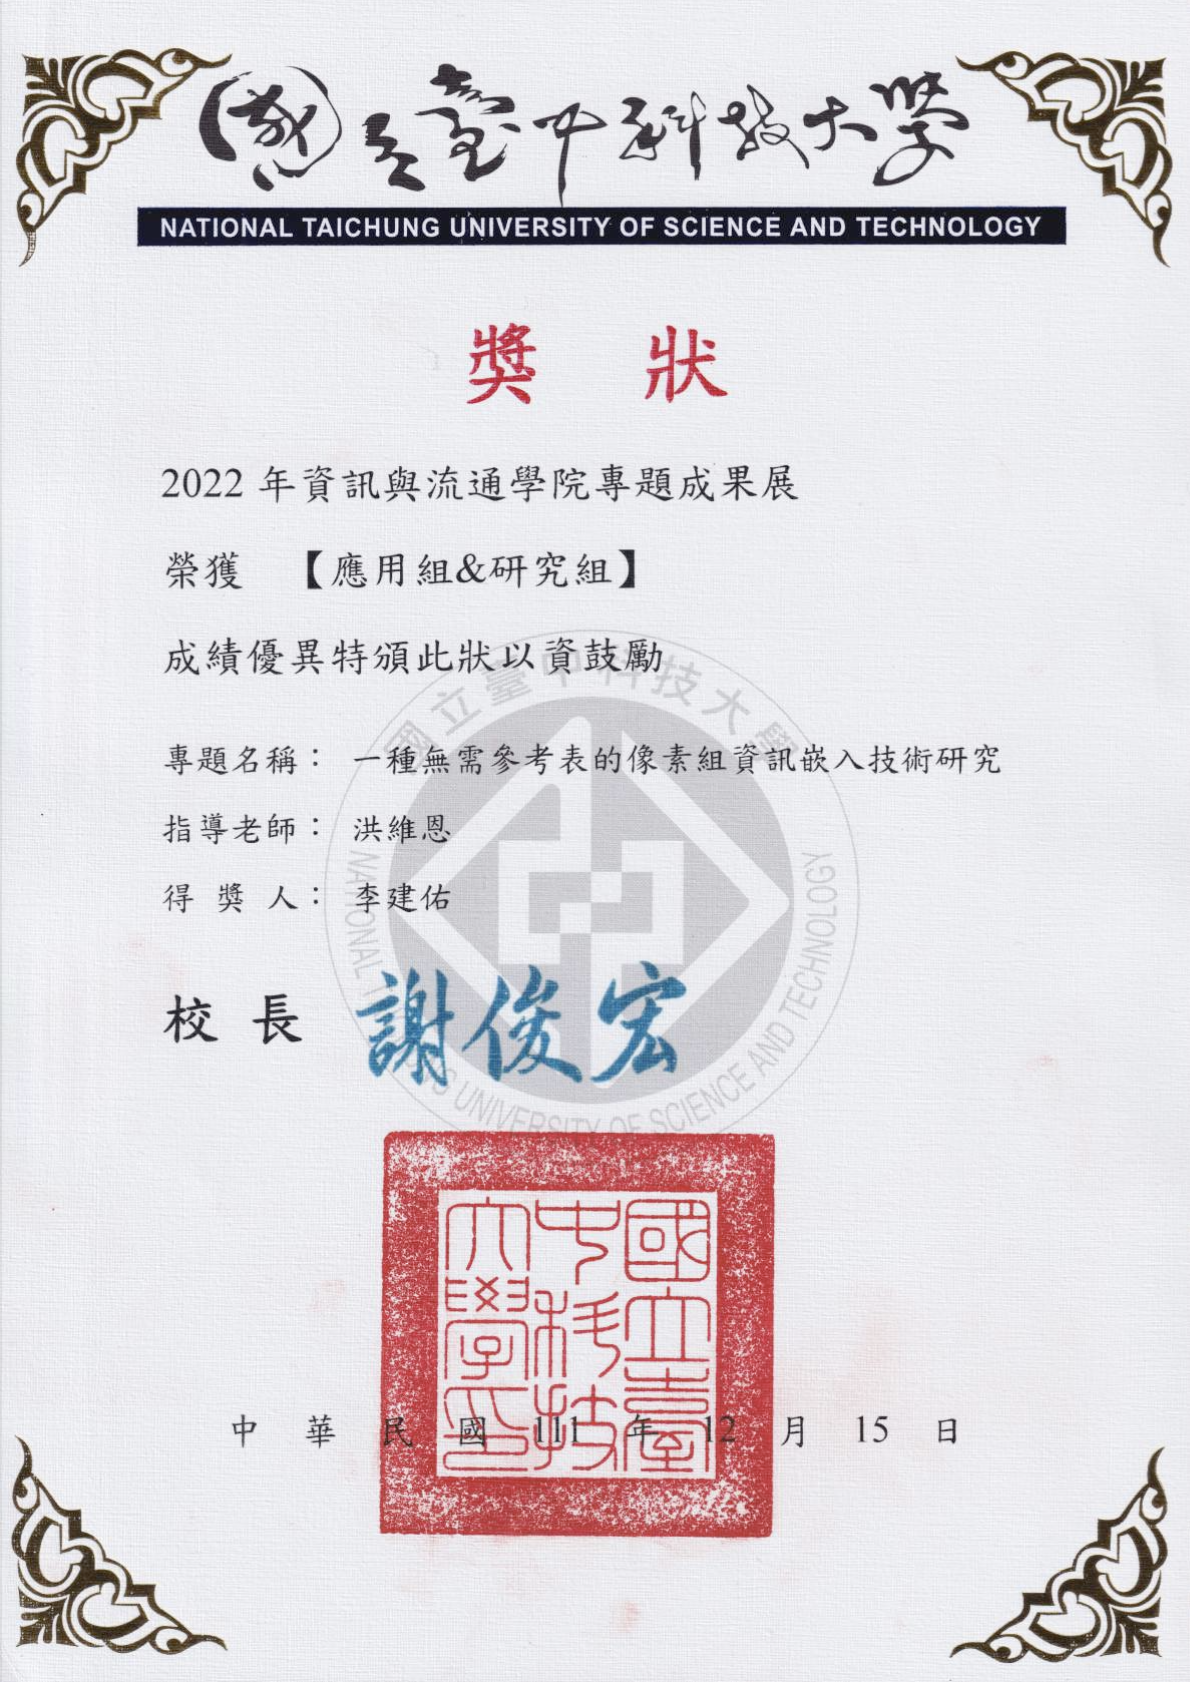 國立臺中科技大學
NATIONAL TAICHUNG UNIVERSITY OF SCIENCE AND TECHNOLOGY
獎 狀
2022 年資訊與流通學院專題成果展
榮獲 【應用組&研究組】
成績優異特頒此狀以資鼓勵
專題名稱： 一種無需參考表的像素組資訊嵌入技術研究
指導老師： 洪維恩
得 獎 人： 李建佑
校 長 謝俊宏
國立臺中科技大學
NATIONAL TAICHUNG UNIVERSITY OF SCIENCE AND TECHNOLOGY
國立臺
中科技
大學印
中 華 民 國 111 年 12 月 15 日